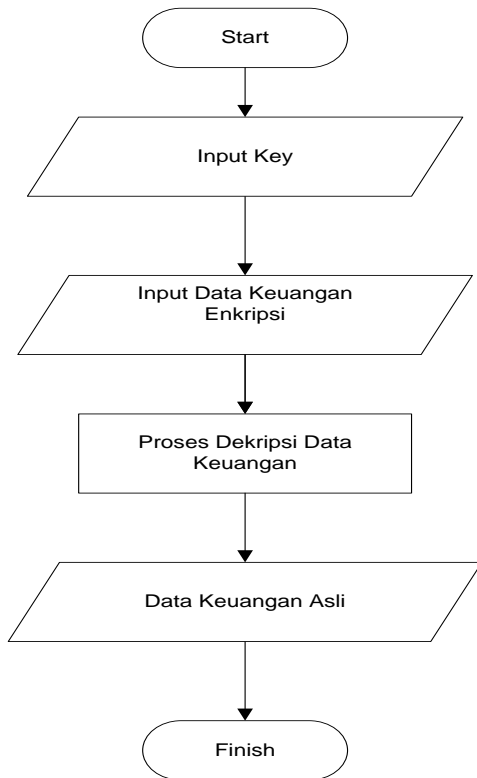 Start
Input Key
Input Data Keuangan
Enkripsi
Proses Dekripsi Data
Keuangan
Data Keuangan Asli
Finish